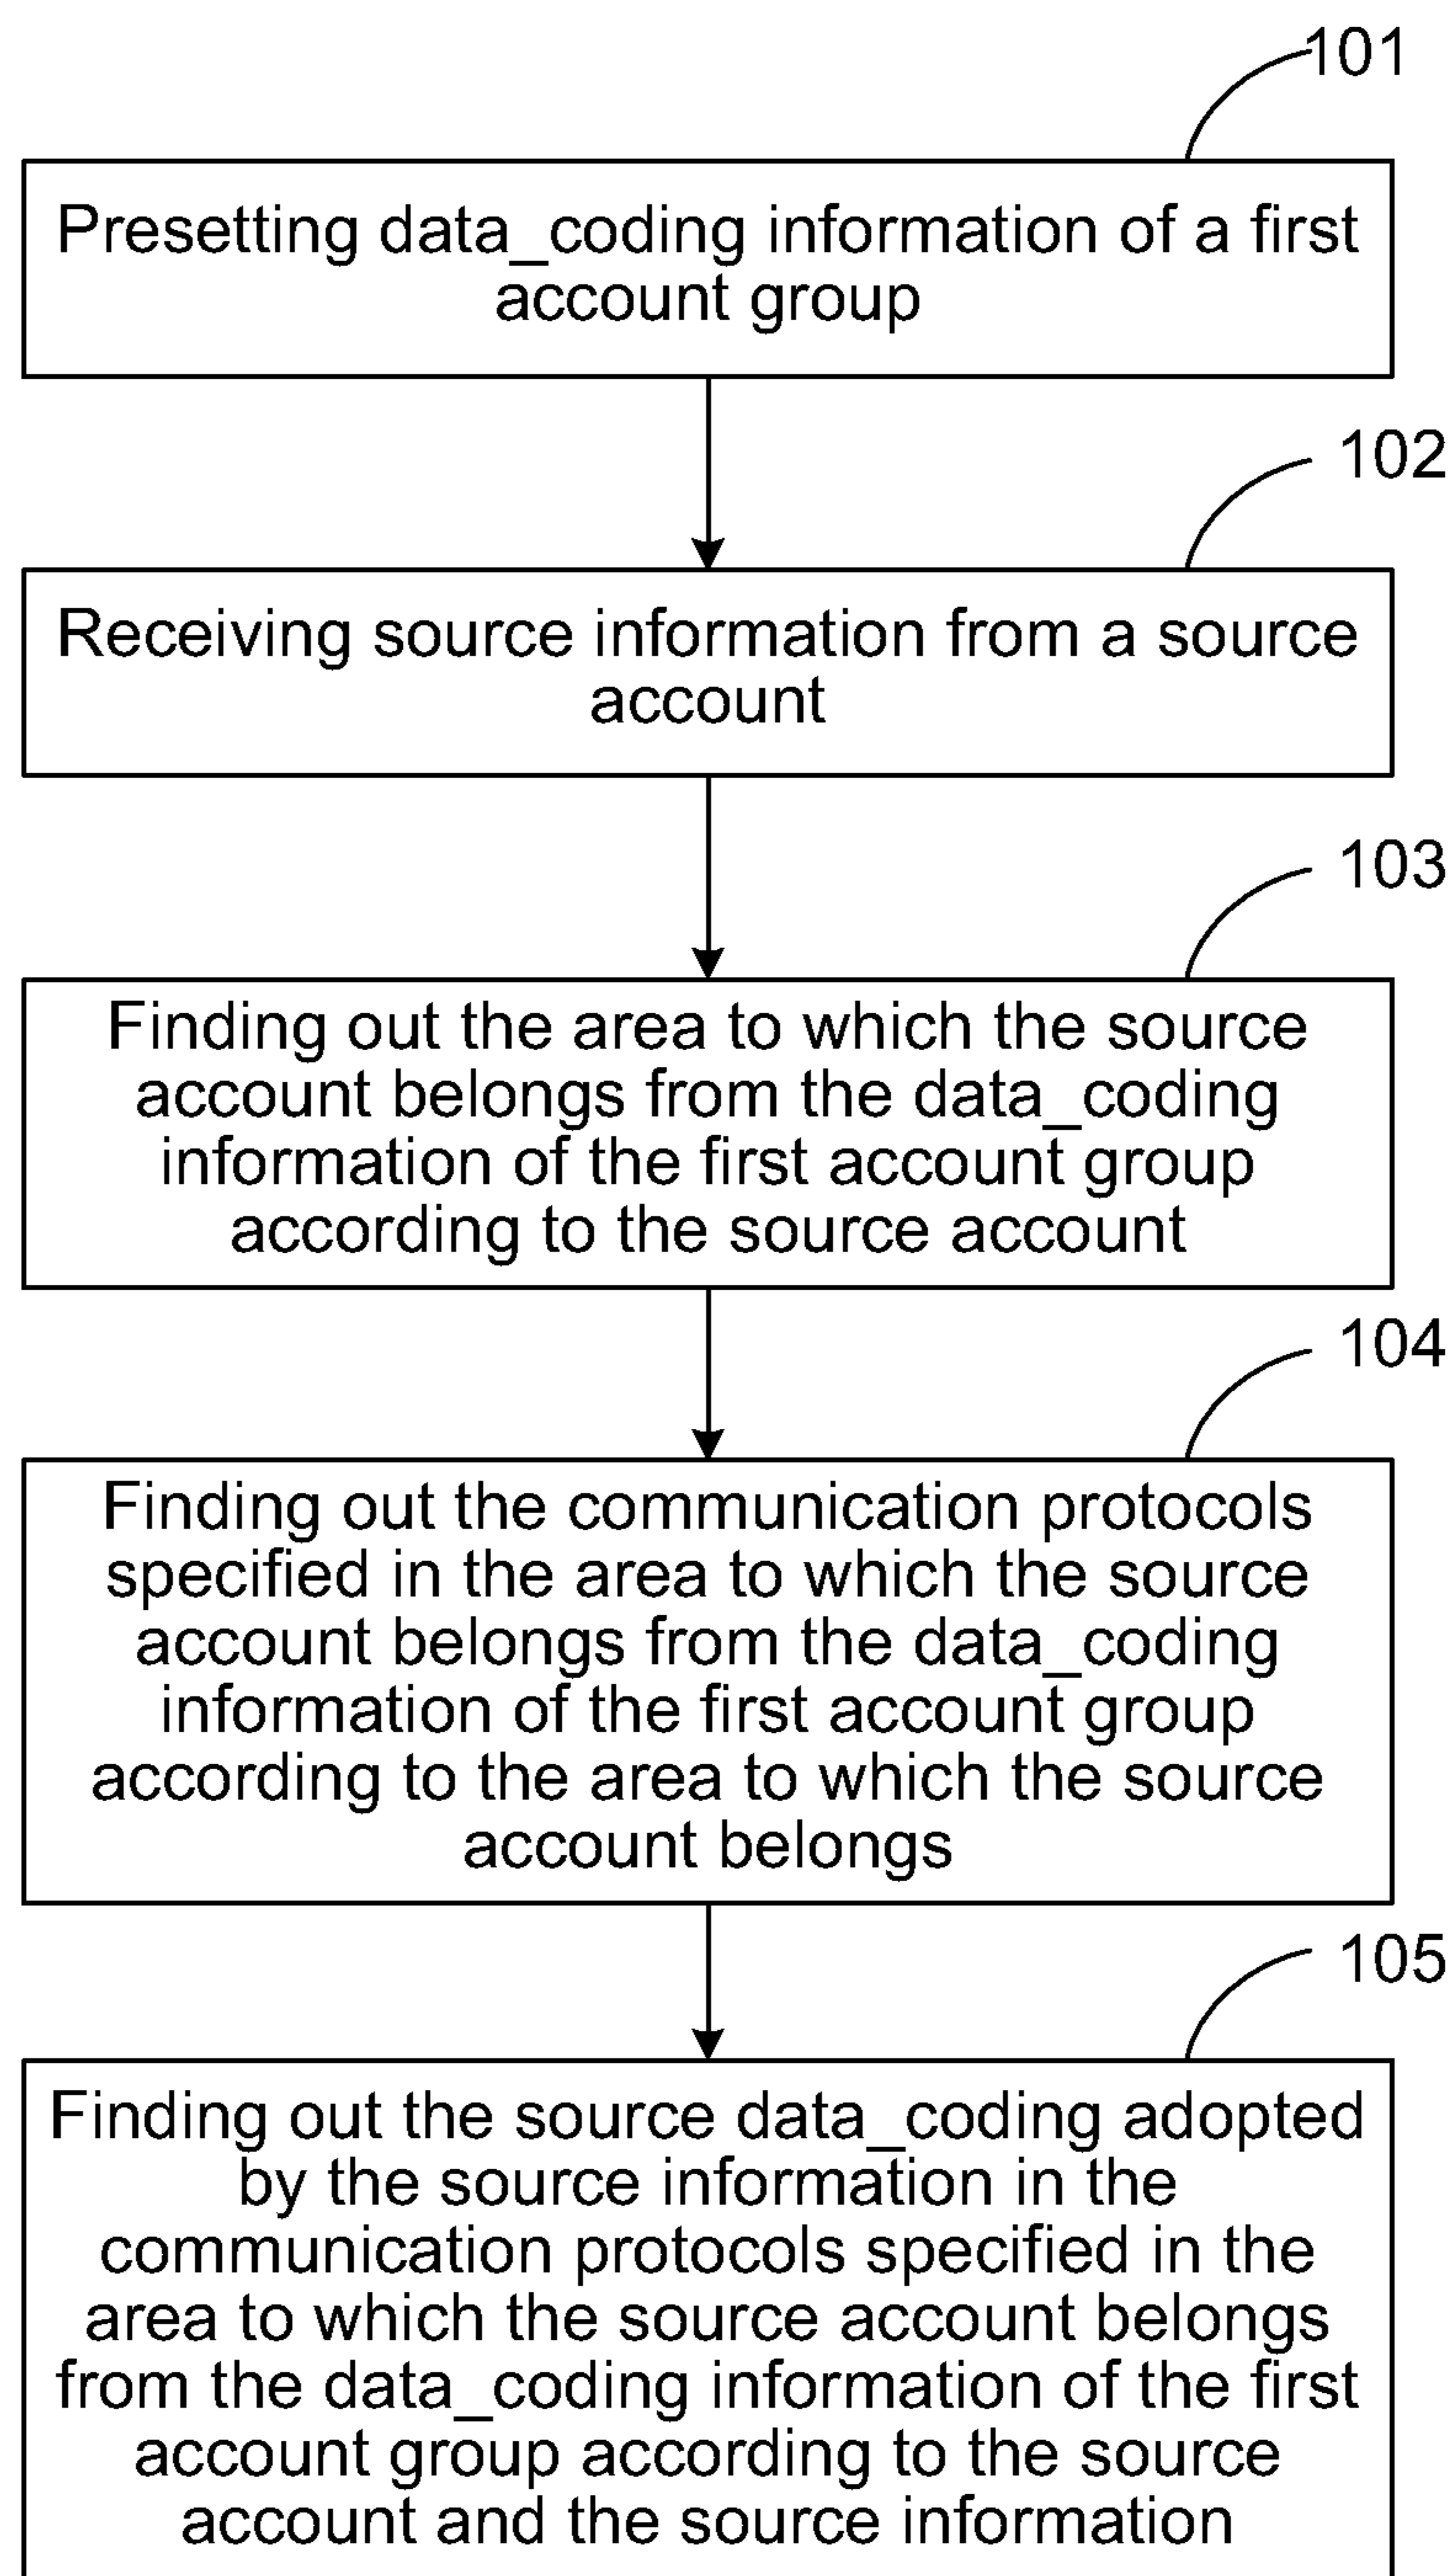 101
Presetting data_coding information of a first
account group
102
Receiving source information from a source
account
103
Finding out the area to which the source
account belongs from the data_coding
information of the first account group
according to the source account
104
Finding out the communication protocols
specified in the area to which the source
account belongs from the data_coding
information of the first account group
according to the area to which the source
account belongs
105
Finding out the source data_coding adopted
by the source information in the
communication protocols specified in the
area to which the source account belongs
from the data_coding information of the first
account group according to the source
account and the source information